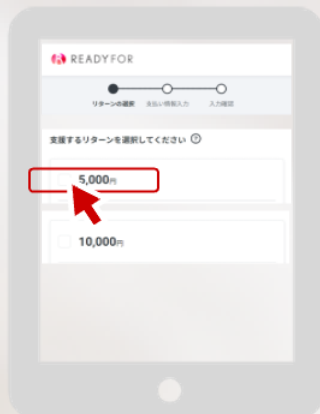 READYFOR
リターンの選択 支払い情報入力 入力確認
支援するリターンを選択してください ?
5,000円
10,000円